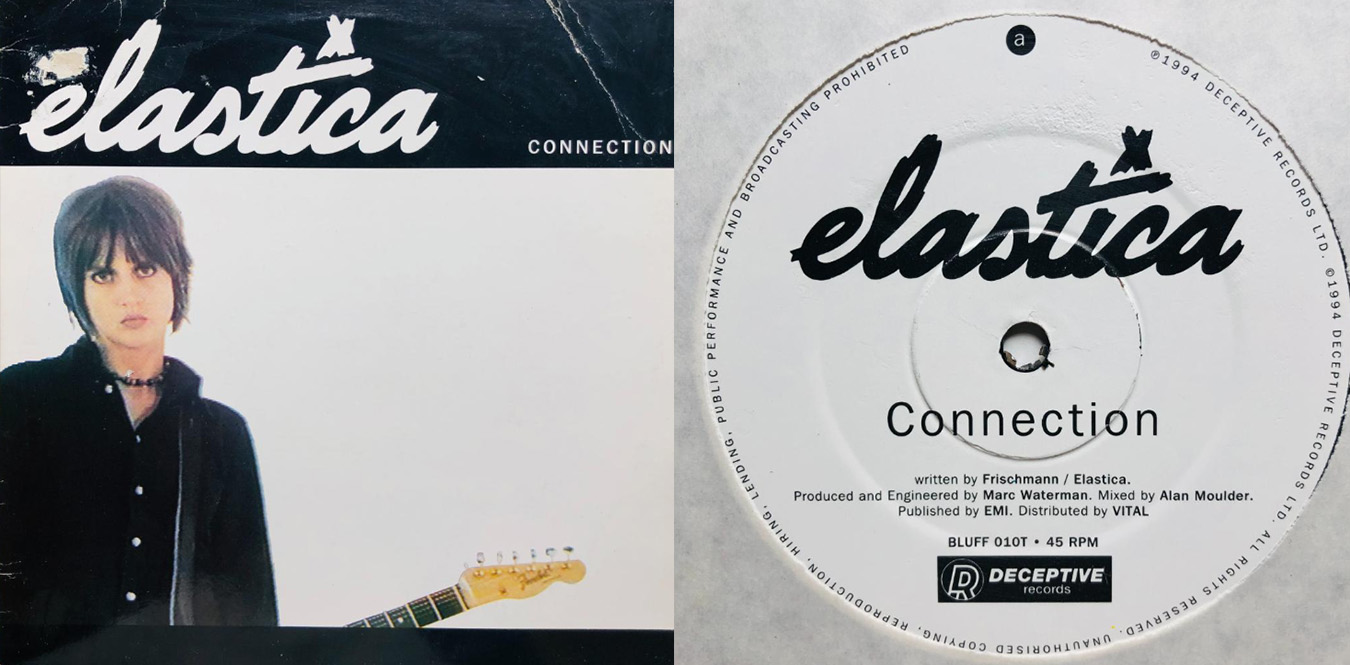 elastica
CONNECTION
a
REPRODUCTION, HIRING, LENDING, PUBLIC PERFORMANCE AND BROADCASTING PROHIBITED
℗1994 DECEPTIVE RECORDS LTD. ©1994 DECEPTIVE RECORDS LTD. ALL RIGHTS RESERVED. UNAUTHORISED COPYING,
elastica
Connection
written by Frischmann / Elastica.
Produced and Engineered by Marc Waterman. Mixed by Alan Moulder.
Published by EMI. Distributed by VITAL
BLUFF 010T • 45 RPM
DR DECEPTIVE
records